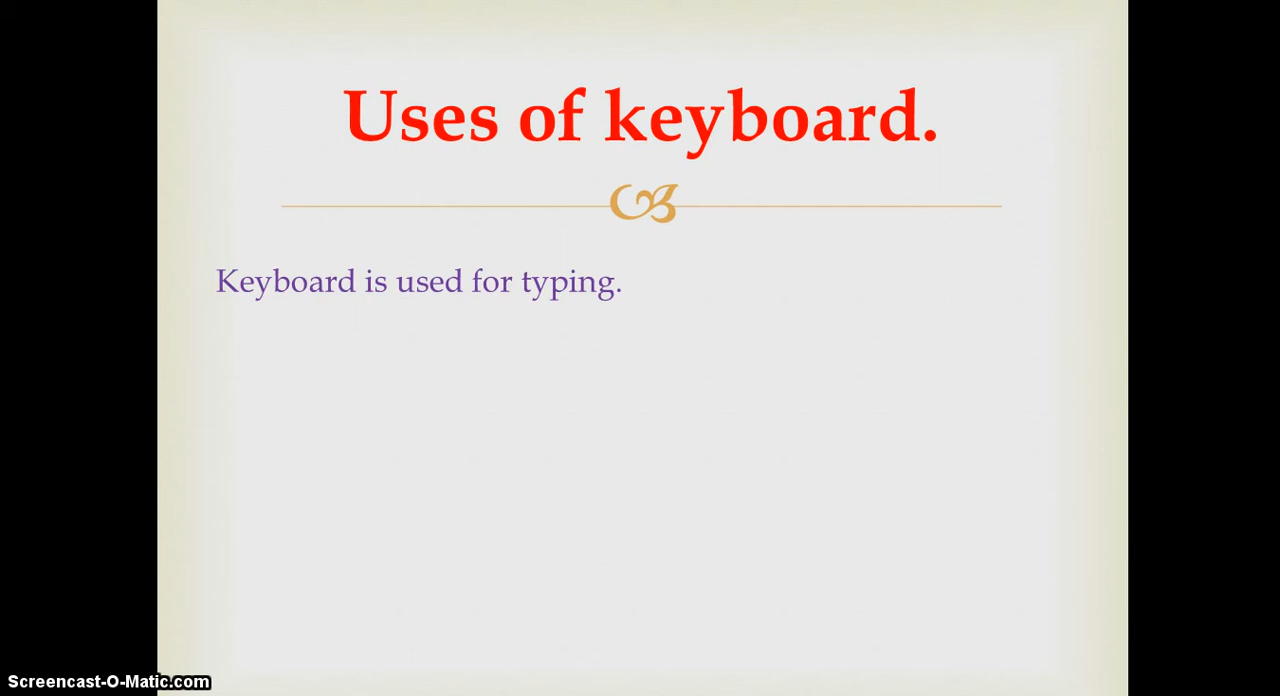 Uses of keyboard.
Keyboard is used for typing.
Screencast-O-Matic.com